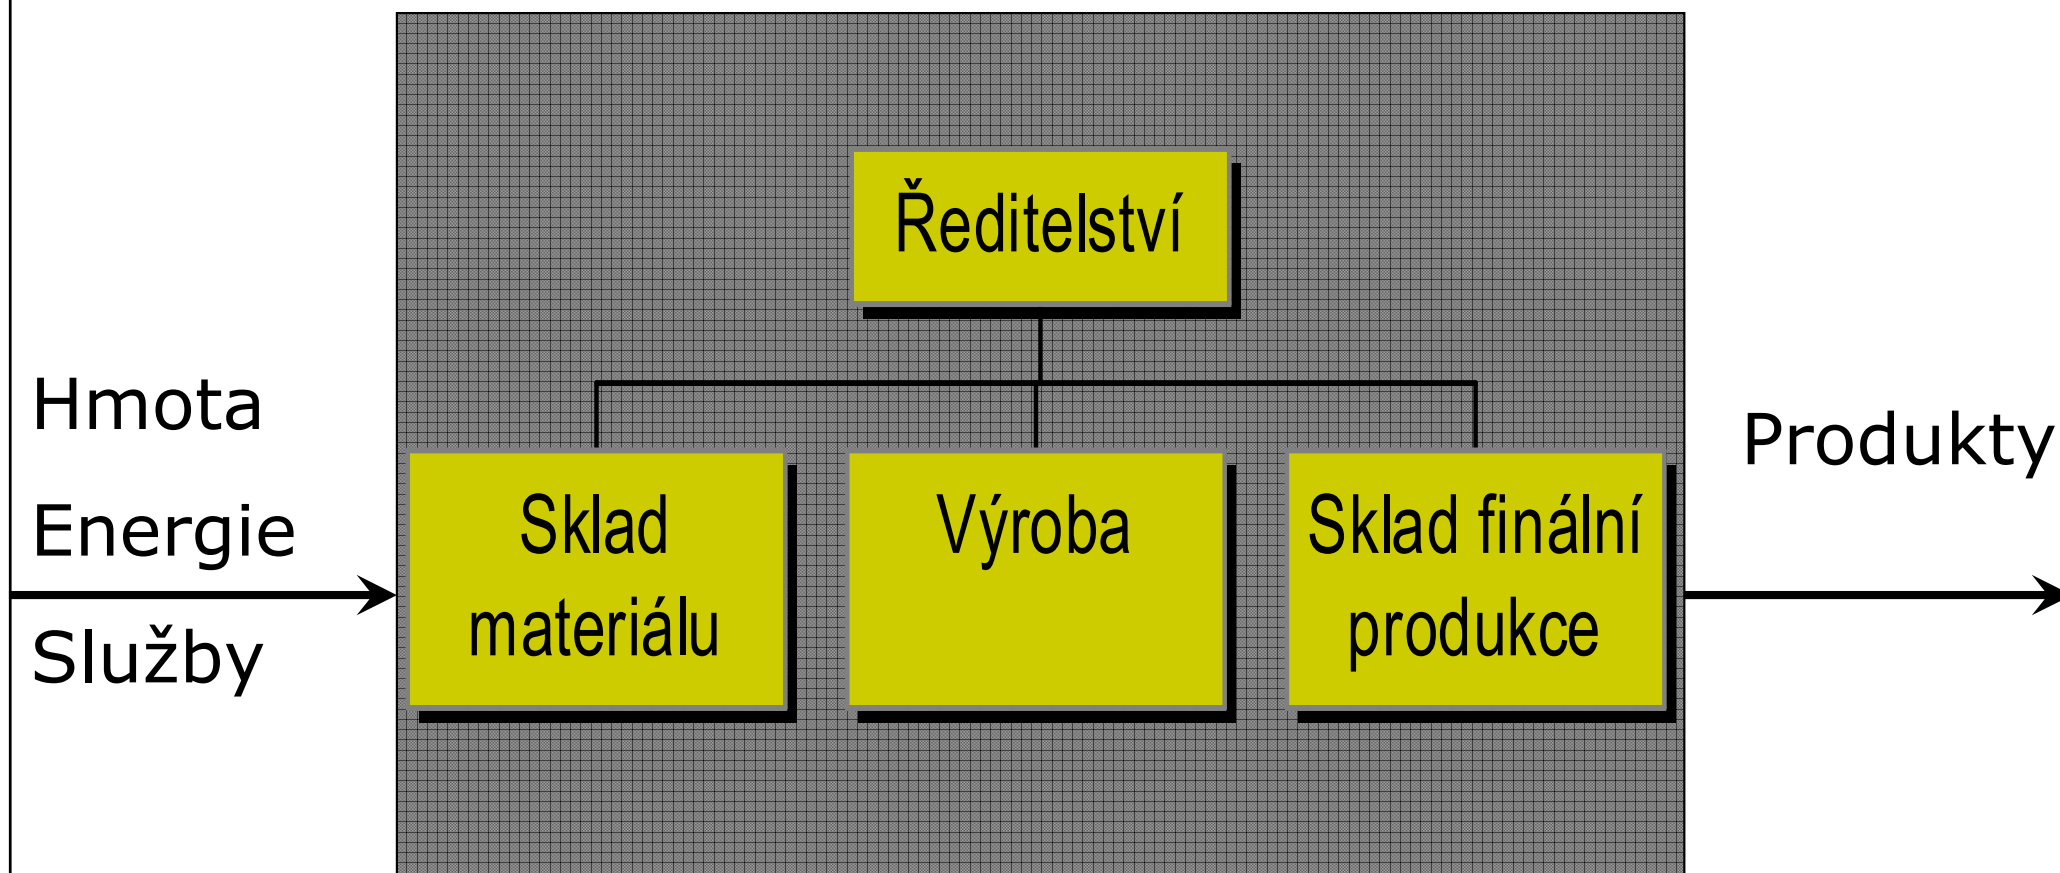 Ředitelství
Hmota
Energie
Služby
Sklad
materiálu
Výroba
Sklad finální
produkce
Produkty